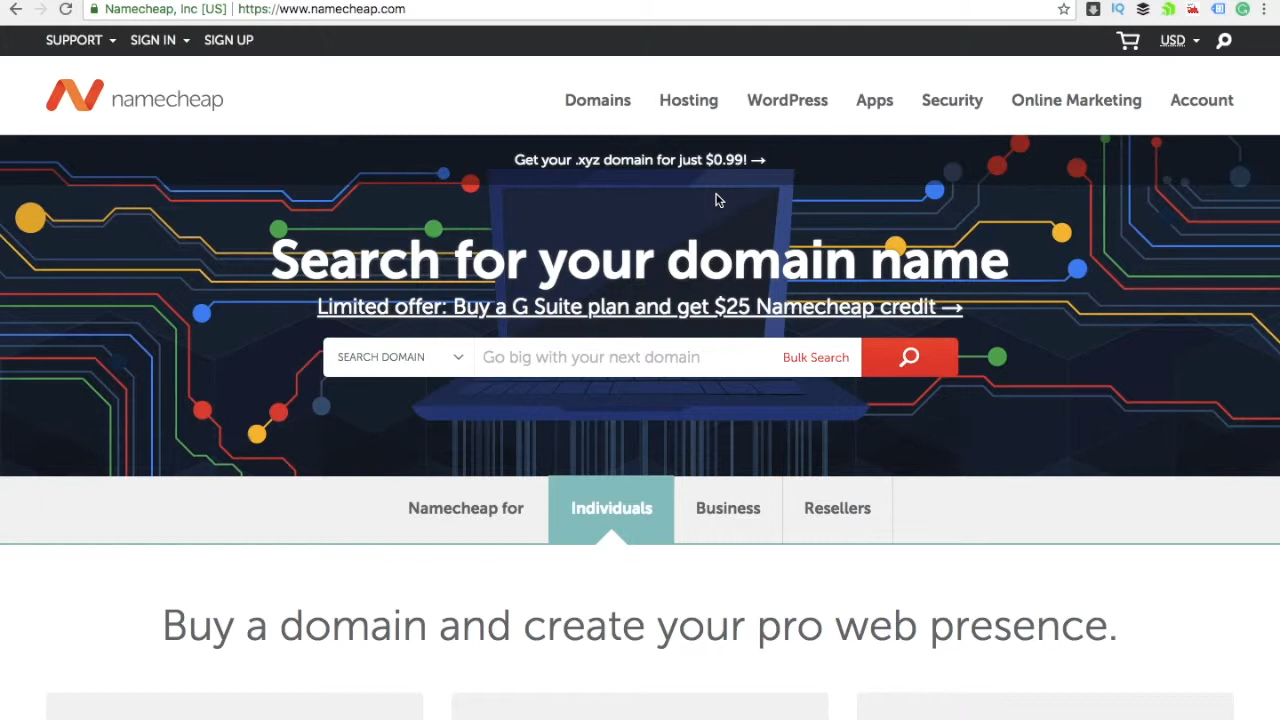 Namecheap, Inc [US] https://www.namecheap.com
SUPPORT SIGN IN SIGN UP USD
namecheap Domains Hosting WordPress Apps Security Online Marketing Account
Get your .xyz domain for just $0.99! →
Search for your domain name
Limited offer: Buy a G Suite plan and get $25 Namecheap credit →
SEARCH DOMAIN Go big with your next domain Bulk Search
Namecheap for Individuals Business Resellers
Buy a domain and create your pro web presence.